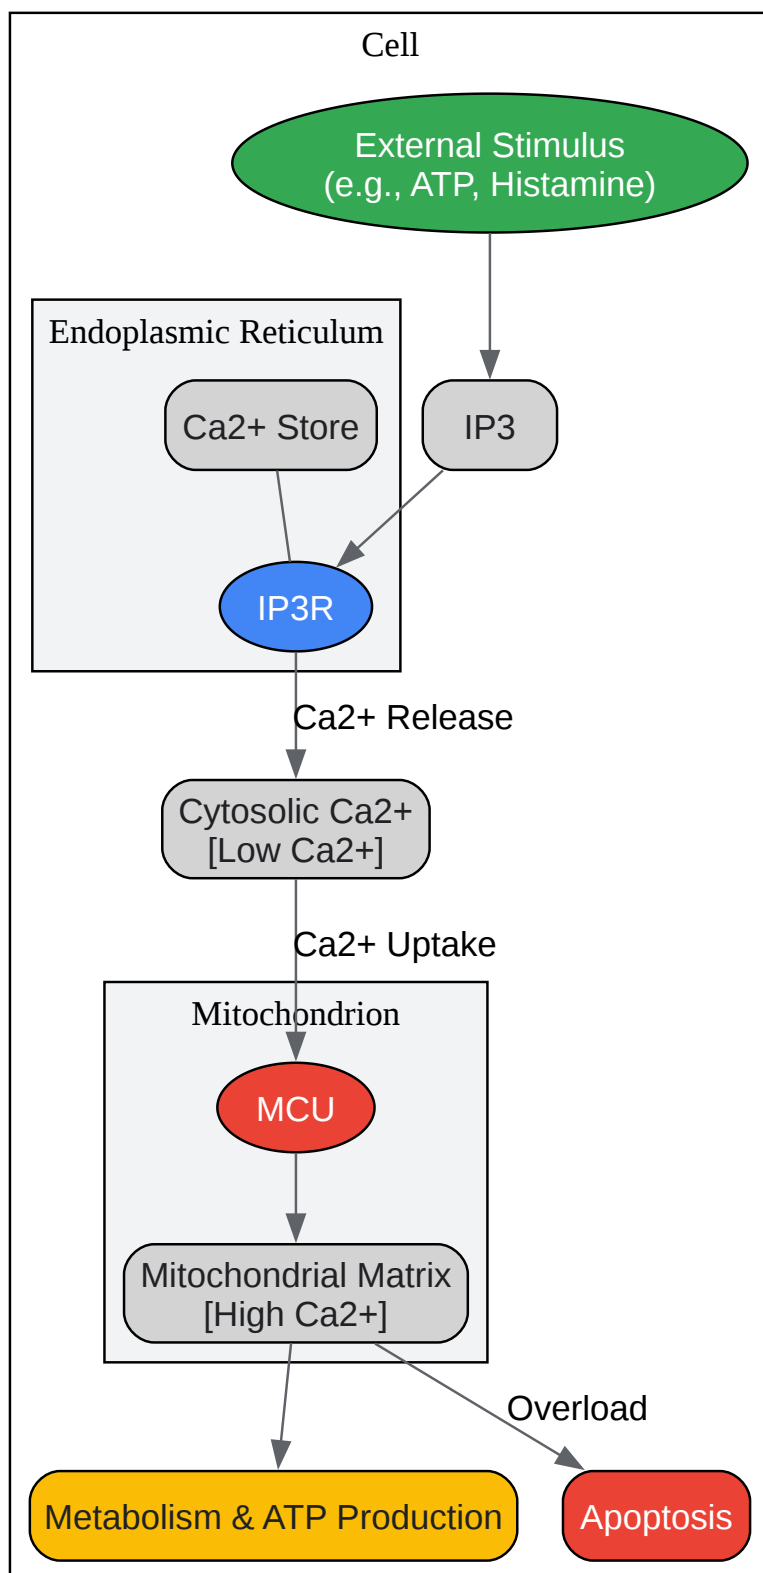 Cell
External Stimulus
(e.g., ATP, Histamine)
Endoplasmic Reticulum
Ca2+ Store
IP3
IP3R
Ca2+ Release
Cytosolic Ca2+
[Low Ca2+]
Ca2+ Uptake
Mitochondrion
MCU
Mitochondrial Matrix
[High Ca2+]
Overload
Metabolism & ATP Production
Apoptosis